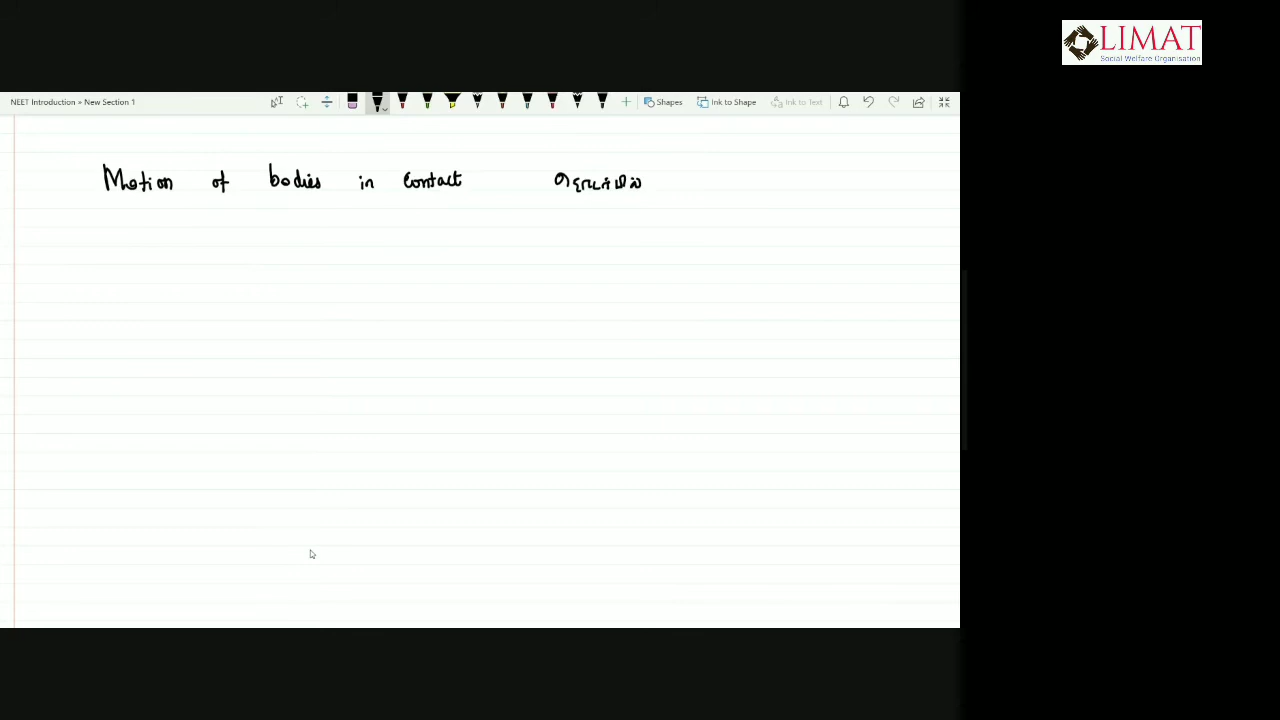 LIMAT
Social Welfare Organisation
NEET Introduction » New Section 1
Shapes
Ink to Shape
Ink to Text
Motion of bodies in contact